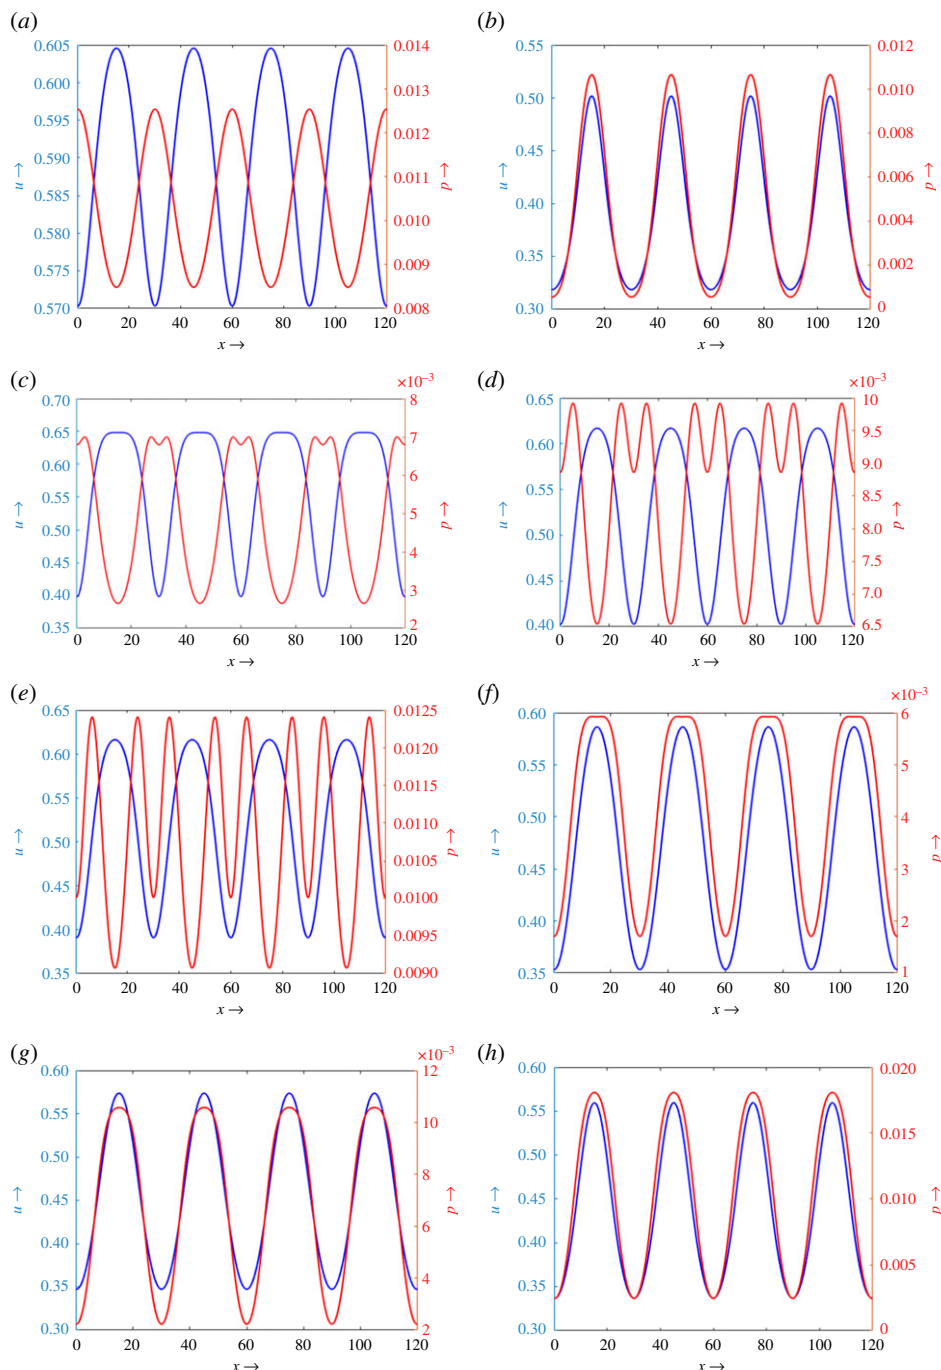 (a)
0.605
0.600
0.595
0.590
0.585
0.580
0.575
0.570
u →
0.014
0.013
0.012
0.011
0.010
0.009
0.008
p →
0 20 40 60 80 100 120
x →
(b)
0.55
0.50
0.45
0.40
0.35
0.30
u →
0.012
0.010
0.008
0.006
0.004
0.002
0
p →
0 20 40 60 80 100 120
x →
(c)
0.70
0.65
0.60
0.55
0.50
0.45
0.40
0.35
u →
×10–3
8
7
6
5
4
3
2
p →
0 20 40 60 80 100 120
x →
(d)
0.65
0.60
0.55
0.50
0.45
0.40
u →
×10–3
10
9.5
9.0
8.5
8.0
7.5
7.0
6.5
p →
0 20 40 60 80 100 120
x →
(e)
0.65
0.60
0.55
0.50
0.45
0.40
0.35
u →
0.0125
0.0120
0.0115
0.0110
0.0105
0.0100
0.0095
0.0090
p →
0 20 40 60 80 100 120
x →
(f)
0.60
0.55
0.50
0.45
0.40
0.35
u →
×10–3
6
5
4
3
2
1
p →
0 20 40 60 80 100 120
x →
(g)
0.60
0.55
0.50
0.45
0.40
0.35
0.30
u →
×10–3
12
10
8
6
4
2
p →
0 20 40 60 80 100 120
x →
(h)
0.60
0.55
0.50
0.45
0.40
0.35
0.30
u →
0.020
0.015
0.010
0.005
0
p →
0 20 40 60 80 100 120
x →